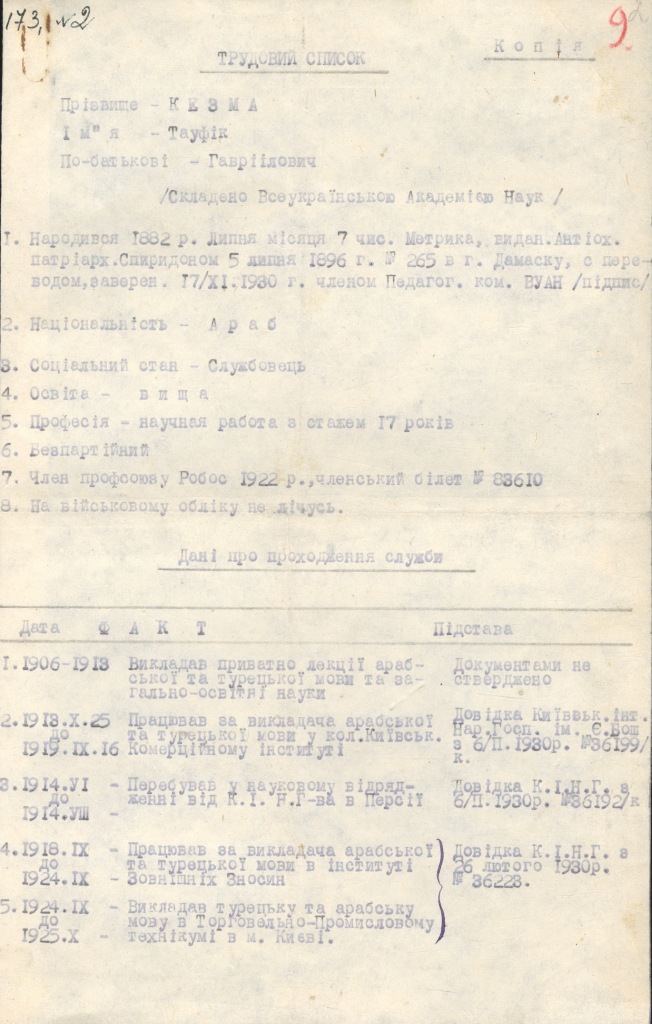 173, №2
9
2
Копія
ТРУДОВИЙ СПИСОК
Прізвище - К Е З М А
І м"я - Тауфік
По-батькові - Гавріілович
/Складено Всеукраїнською Академією Наук /
І. Народився 1882 р. Липня місяця 7 чис. Метрика, видан.Антіох.
патріарх.Спиридоном 5 липня 1896 г. № 265 в г. Дамаску, с пере-
водом,заверен. 17/XI.1930 г. членом Педагог. ком. ВУАН /підпис/
2. Національність - А р а б
3. Соціальний стан - Службовець
4. Освіта - в и щ а
5. Професія - научная работа з стажем 17 років
6. Безпартійний
7. Член профсоюзу Робос 1922 р.,членський білет № 83610
8. На військовому обліку не лічусь.
Дані про проходження служби
Дата Ф А К Т Підстава
І.1906-1913 Викладав приватно лекції араб- Документами не
ської та турецької мови та за- стверджено
гально-освітні науки
2.1913.X.25 Працював за викладача арабської Довідка Київськ.інт.
до та турецької мови у кол.Київськ. Нар.Госп. ім. Є.Бош
1919.IX.16 Комерційному інституті з 6/П.1930р. №36199/
к.
3.1914.УІ - Перебував у науковому відряд- Довідка К.І.Н.Г. з
до женні від К.І. Н.Г-ва в Персії 6/П.1930р. №36192/к
1914.УШ -
4.1918.IX - Працював за викладача арабської Довідка К.І.Н.Г. з
до та турецької мови в інституті 26 лютого 1930р.
1924.IX - Зовнішніх Зносин № 36228.
5.1924.IX - Викладав турецьку та арабську
до мову в Торговельно-Промисловому
1925.X - технікумі в м. Києві.